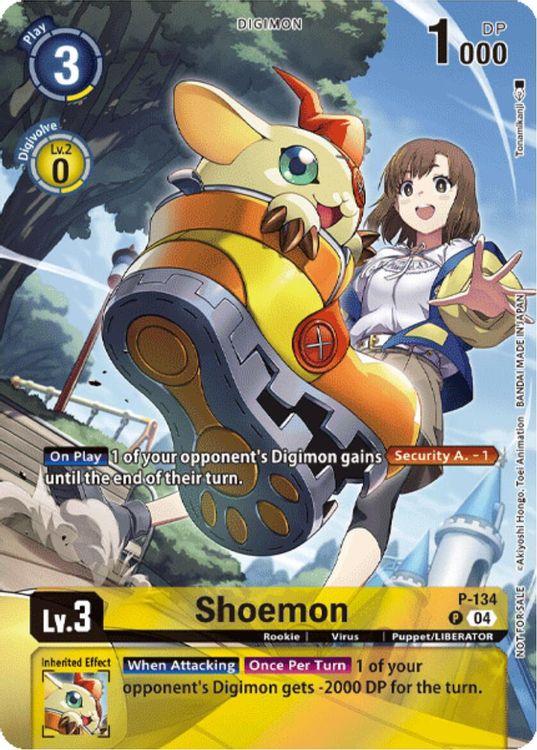 DIGIMON
Play
3
DP
1000
Digivolve
Lv.2
0
Tonamikanji
On Play 1 of your opponent's Digimon gains Security A. -1
until the end of their turn.
©Akiyoshi Hongo, Toei Animation BANDAI MADE IN JAPAN
NOT FOR SALE
Lv.3
Shoemon
P-134
P 04
Rookie | Virus | Puppet/LIBERATOR
Inherited Effect
When Attacking Once Per Turn 1 of your
opponent's Digimon gets -2000 DP for the turn.